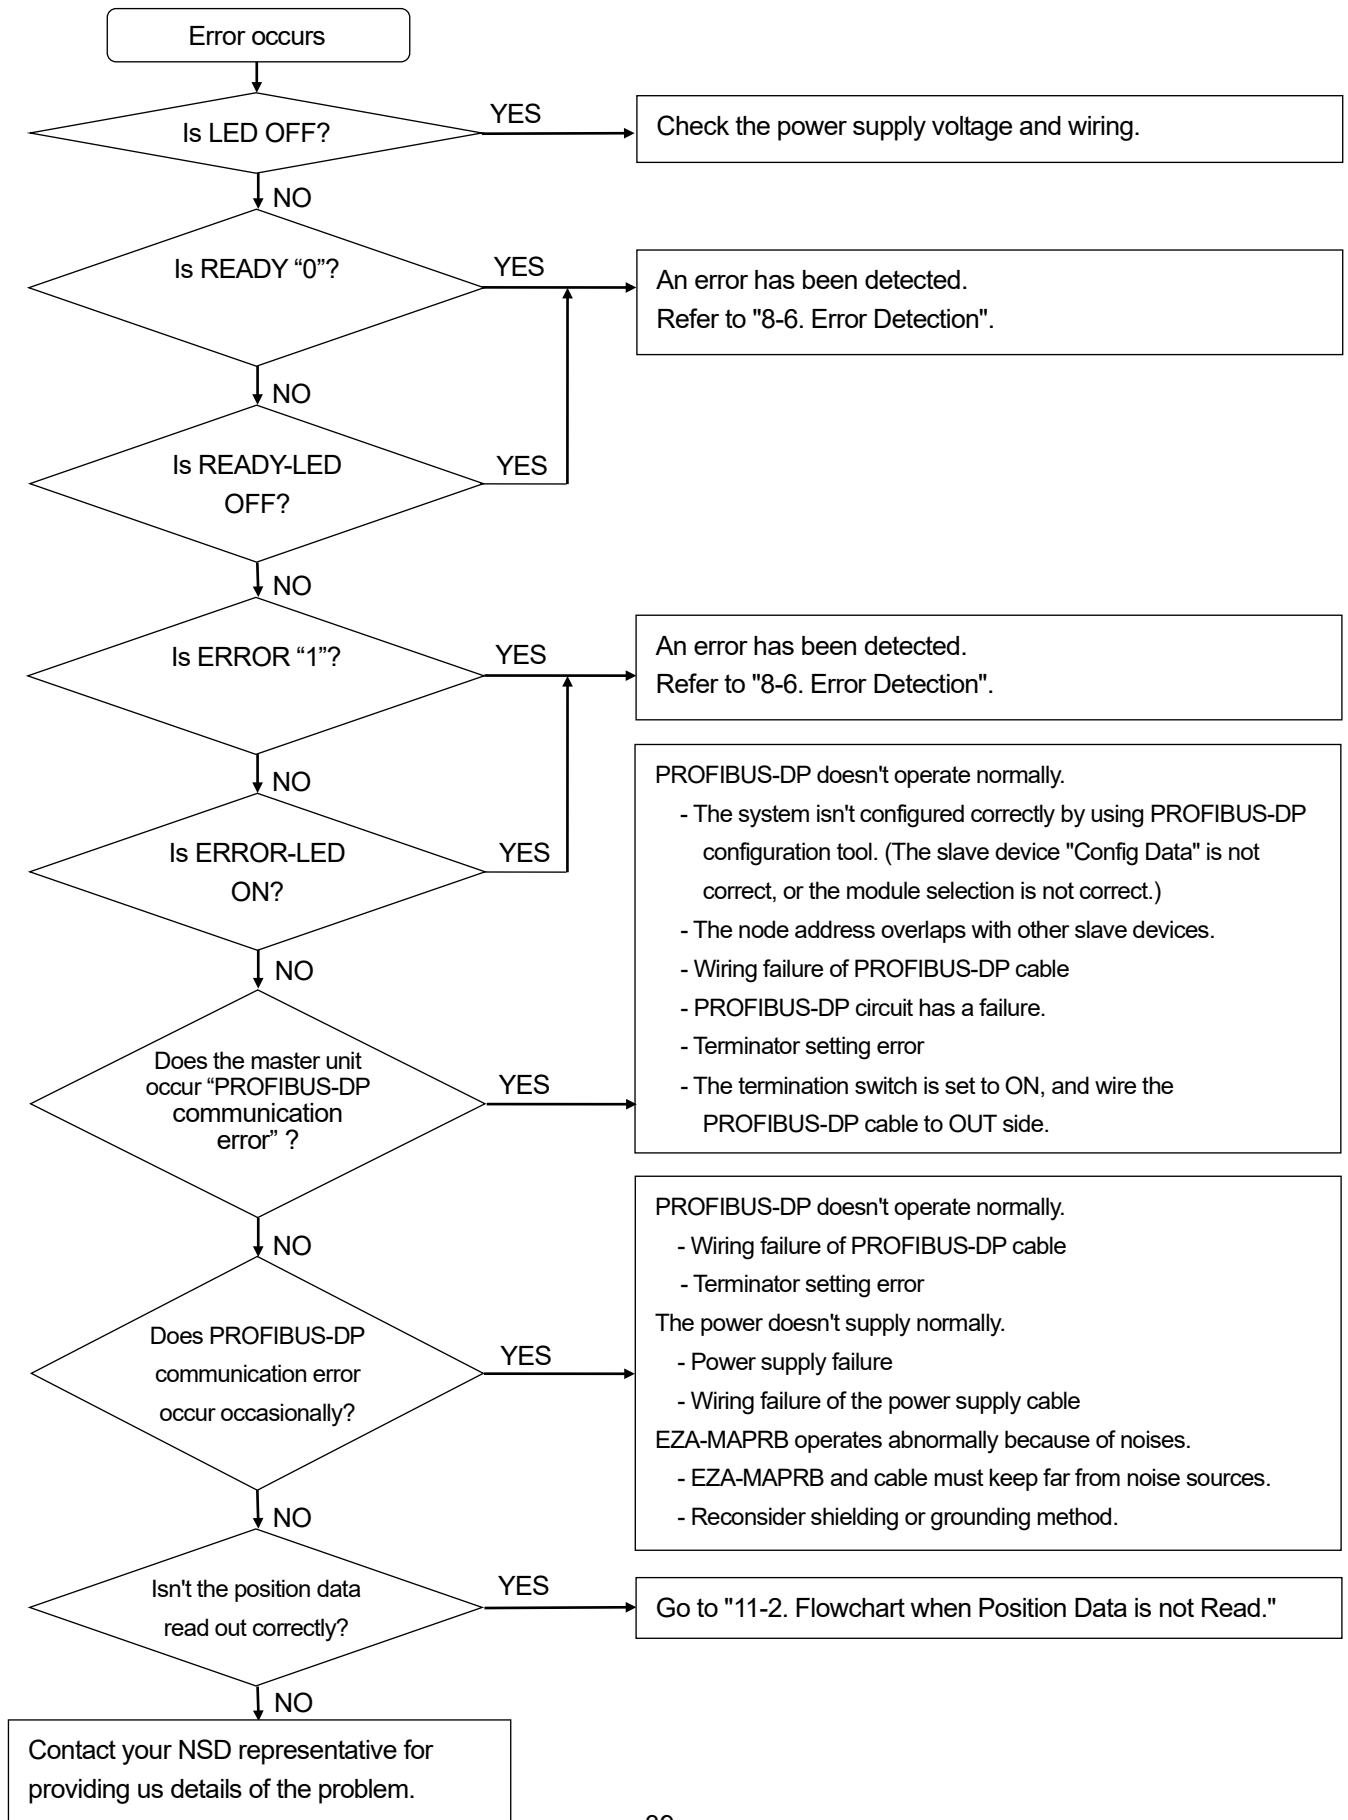 Error occurs
Is LED OFF?
YES
Check the power supply voltage and wiring.
NO
Is READY “0”?
YES
An error has been detected.
Refer to "8-6. Error Detection".
NO
Is READY-LED
OFF?
YES
NO
Is ERROR “1”?
YES
An error has been detected.
Refer to "8-6. Error Detection".
NO
Is ERROR-LED
ON?
YES
NO
Does the master unit
occur “PROFIBUS-DP
communication
error” ?
YES
PROFIBUS-DP doesn't operate normally.
- The system isn't configured correctly by using PROFIBUS-DP
configuration tool. (The slave device "Config Data" is not
correct, or the module selection is not correct.)
- The node address overlaps with other slave devices.
- Wiring failure of PROFIBUS-DP cable
- PROFIBUS-DP circuit has a failure.
- Terminator setting error
- The termination switch is set to ON, and wire the
PROFIBUS-DP cable to OUT side.
NO
Does PROFIBUS-DP
communication error
occur occasionally?
YES
PROFIBUS-DP doesn't operate normally.
- Wiring failure of PROFIBUS-DP cable
- Terminator setting error
The power doesn't supply normally.
- Power supply failure
- Wiring failure of the power supply cable
EZA-MAPRB operates abnormally because of noises.
- EZA-MAPRB and cable must keep far from noise sources.
- Reconsider shielding or grounding method.
NO
Isn't the position data
read out correctly?
YES
Go to "11-2. Flowchart when Position Data is not Read."
NO
Contact your NSD representative for
providing us details of the problem.